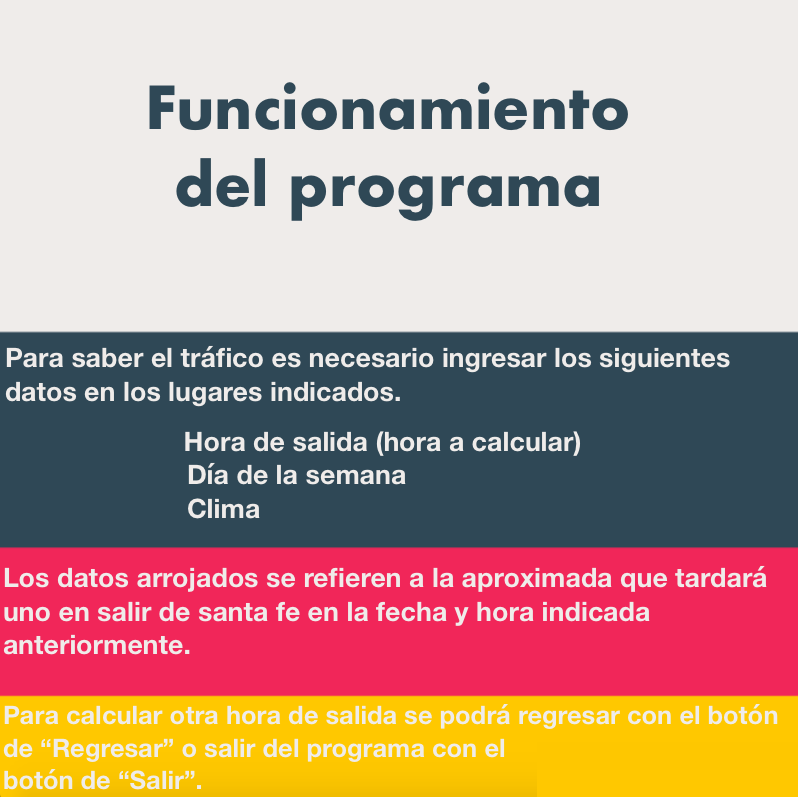 Funcionamiento
del programa
Para saber el tráfico es necesario ingresar los siguientes
datos en los lugares indicados.
Hora de salida (hora a calcular)
Día de la semana
Clima
Los datos arrojados se refieren a la aproximada que tardará
uno en salir de santa fe en la fecha y hora indicada
anteriormente.
Para calcular otra hora de salida se podrá regresar con el botón
de “Regresar” o salir del programa con el
botón de “Salir”.